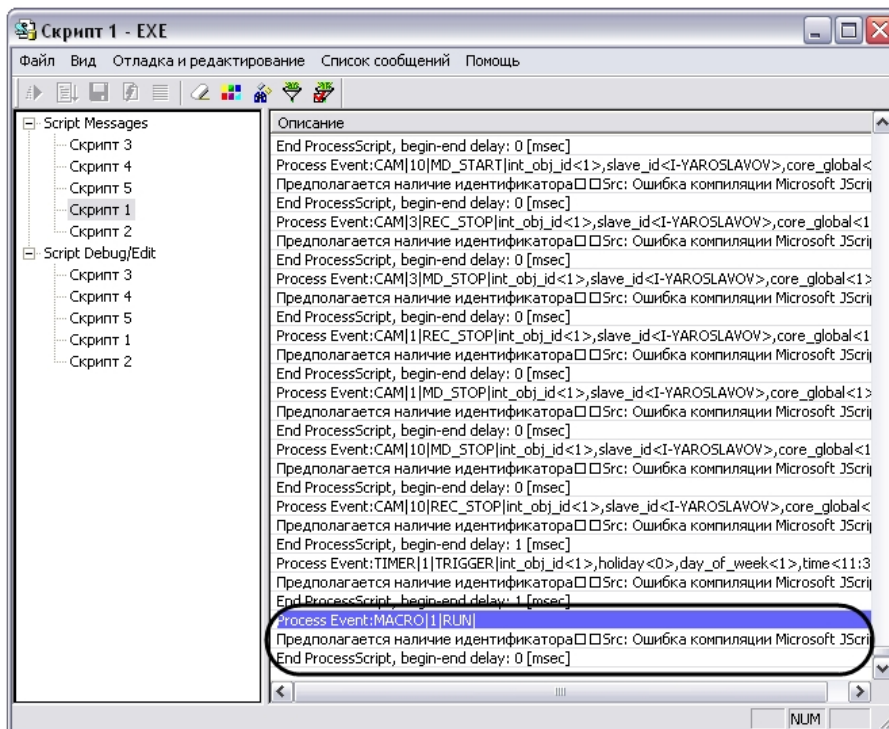 Скрипт 1 - EXE
Файл Вид Отладка и редактирование Список сообщений Помощь
Script Messages
Скрипт 3
Скрипт 4
Скрипт 5
Скрипт 1
Скрипт 2
Script Debug/Edit
Скрипт 3
Скрипт 4
Скрипт 5
Скрипт 1
Скрипт 2
Описание
End ProcessScript, begin-end delay: 0 [msec]
Process Event:CAM|10|MD_START|int_obj_id<1>,slave_id<I-YAROSLAVOV>,core_global<
Предполагается наличие идентификатора□□Src: Ошибка компиляции Microsoft JScri
End ProcessScript, begin-end delay: 0 [msec]
Process Event:CAM|3|REC_STOP|int_obj_id<1>,slave_id<I-YAROSLAVOV>,core_global<1
Предполагается наличие идентификатора□□Src: Ошибка компиляции Microsoft JScri
End ProcessScript, begin-end delay: 0 [msec]
Process Event:CAM|3|MD_STOP|int_obj_id<1>,slave_id<I-YAROSLAVOV>,core_global<1>
Предполагается наличие идентификатора□□Src: Ошибка компиляции Microsoft JScri
End ProcessScript, begin-end delay: 0 [msec]
Process Event:CAM|1|REC_STOP|int_obj_id<1>,slave_id<I-YAROSLAVOV>,core_global<1
Предполагается наличие идентификатора□□Src: Ошибка компиляции Microsoft JScri
End ProcessScript, begin-end delay: 0 [msec]
Process Event:CAM|1|MD_STOP|int_obj_id<1>,slave_id<I-YAROSLAVOV>,core_global<1>
Предполагается наличие идентификатора□□Src: Ошибка компиляции Microsoft JScri
End ProcessScript, begin-end delay: 0 [msec]
Process Event:CAM|10|MD_STOP|int_obj_id<1>,slave_id<I-YAROSLAVOV>,core_global<1
Предполагается наличие идентификатора□□Src: Ошибка компиляции Microsoft JScri
End ProcessScript, begin-end delay: 0 [msec]
Process Event:CAM|10|REC_STOP|int_obj_id<1>,slave_id<I-YAROSLAVOV>,core_global<
Предполагается наличие идентификатора□□Src: Ошибка компиляции Microsoft JScri
End ProcessScript, begin-end delay: 1 [msec]
Process Event:TIMER|1|TRIGGER|int_obj_id<1>,holiday<0>,day_of_week<1>,time<11:3
Предполагается наличие идентификатора□□Src: Ошибка компиляции Microsoft JScri
End ProcessScript, begin-end delay: 1 [msec]
Process Event:MACRO|1|RUN|
Предполагается наличие идентификатора□□Src: Ошибка компиляции Microsoft JScri
End ProcessScript, begin-end delay: 0 [msec]
NUM